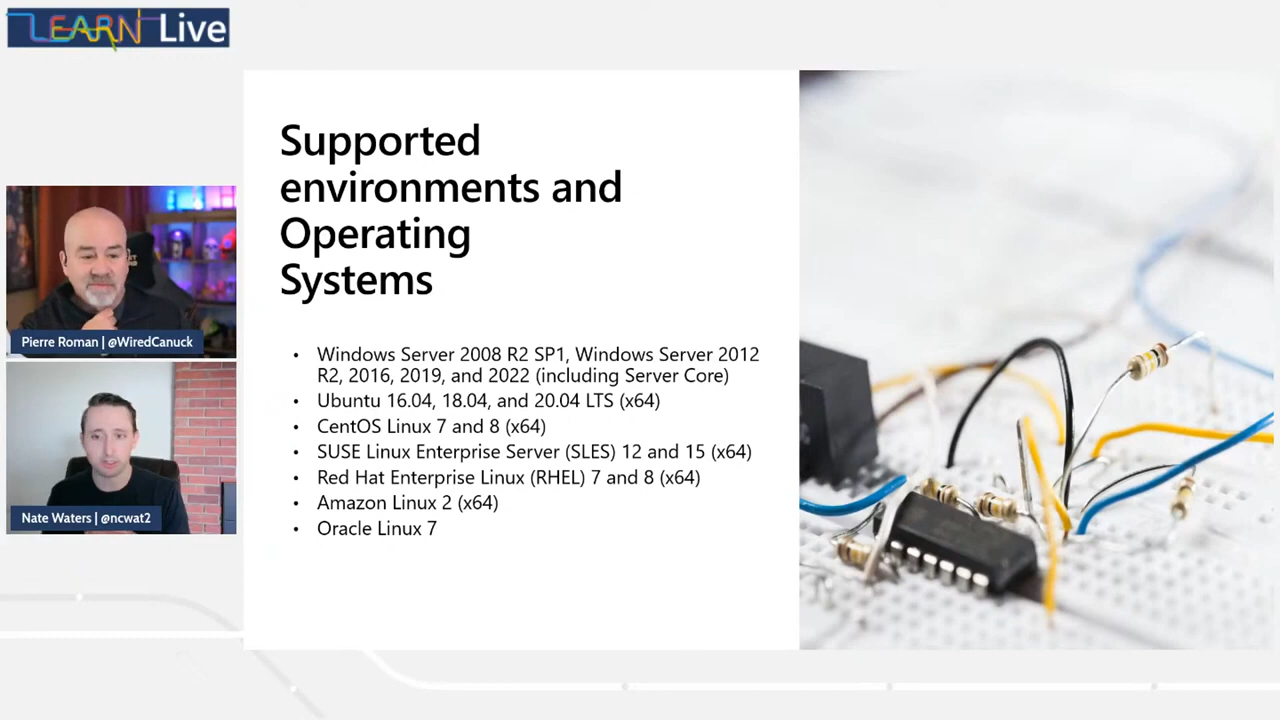 LEARN Live
Supported
environments and
Operating
Systems
• Windows Server 2008 R2 SP1, Windows Server 2012
R2, 2016, 2019, and 2022 (including Server Core)
• Ubuntu 16.04, 18.04, and 20.04 LTS (x64)
• CentOS Linux 7 and 8 (x64)
• SUSE Linux Enterprise Server (SLES) 12 and 15 (x64)
• Red Hat Enterprise Linux (RHEL) 7 and 8 (x64)
• Amazon Linux 2 (x64)
• Oracle Linux 7
Pierre Roman | @WiredCanuck
Nate Waters | @ncwat2